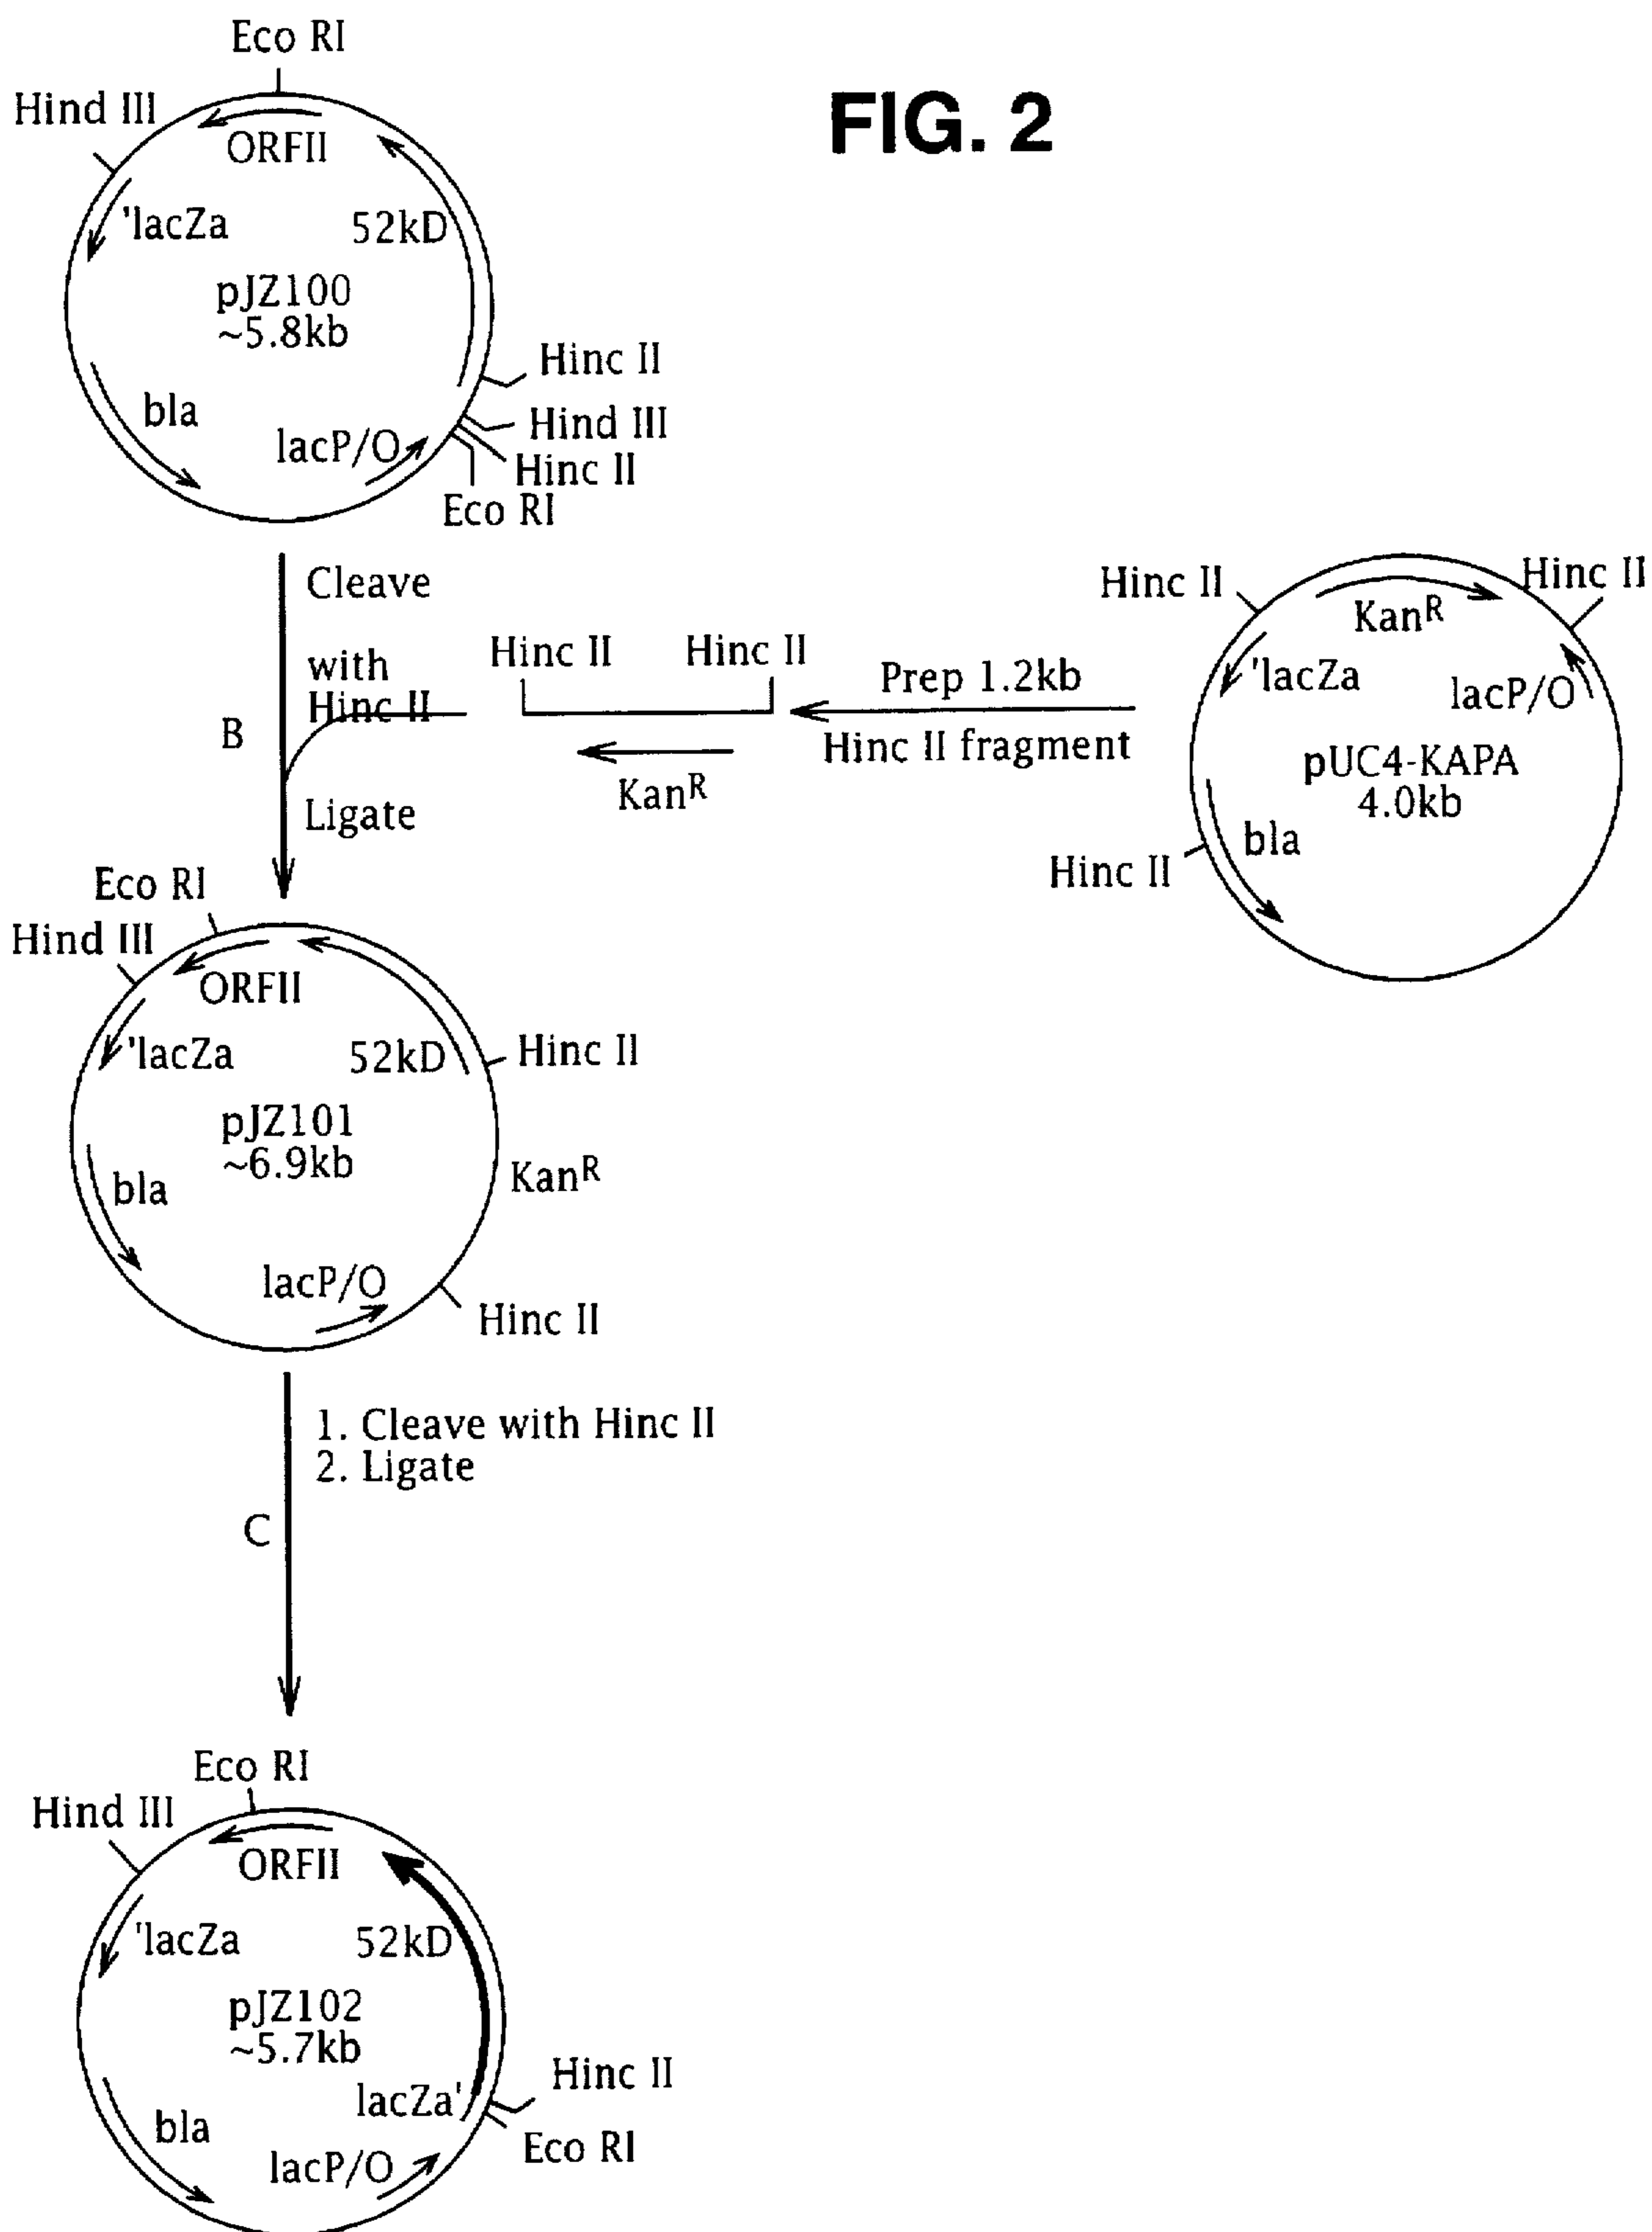 FIG. 2
Eco RI
Hind III
ORFII
'lacZa
52kD
pJZ100
~5.8kb
Hinc II
bla
Hind III
lacP/O
Hinc II
Eco RI
Cleave
with
Hinc II
B
Ligate
Hinc II
Hinc II
KanR
Prep 1.2kb
Hinc II fragment
Hinc II
Hinc II
KanR
'lacZa
lacP/O
pUC4-KAPA
4.0kb
bla
Hinc II
Eco RI
Hind III
ORFII
'lacZa
52kD
Hinc II
pJZ101
~6.9kb
KanR
bla
lacP/O
Hinc II
1. Cleave with Hinc II
2. Ligate
C
Eco RI
Hind III
ORFII
'lacZa
52kD
pJZ102
~5.7kb
Hinc II
lacZa'
bla
Eco RI
lacP/O